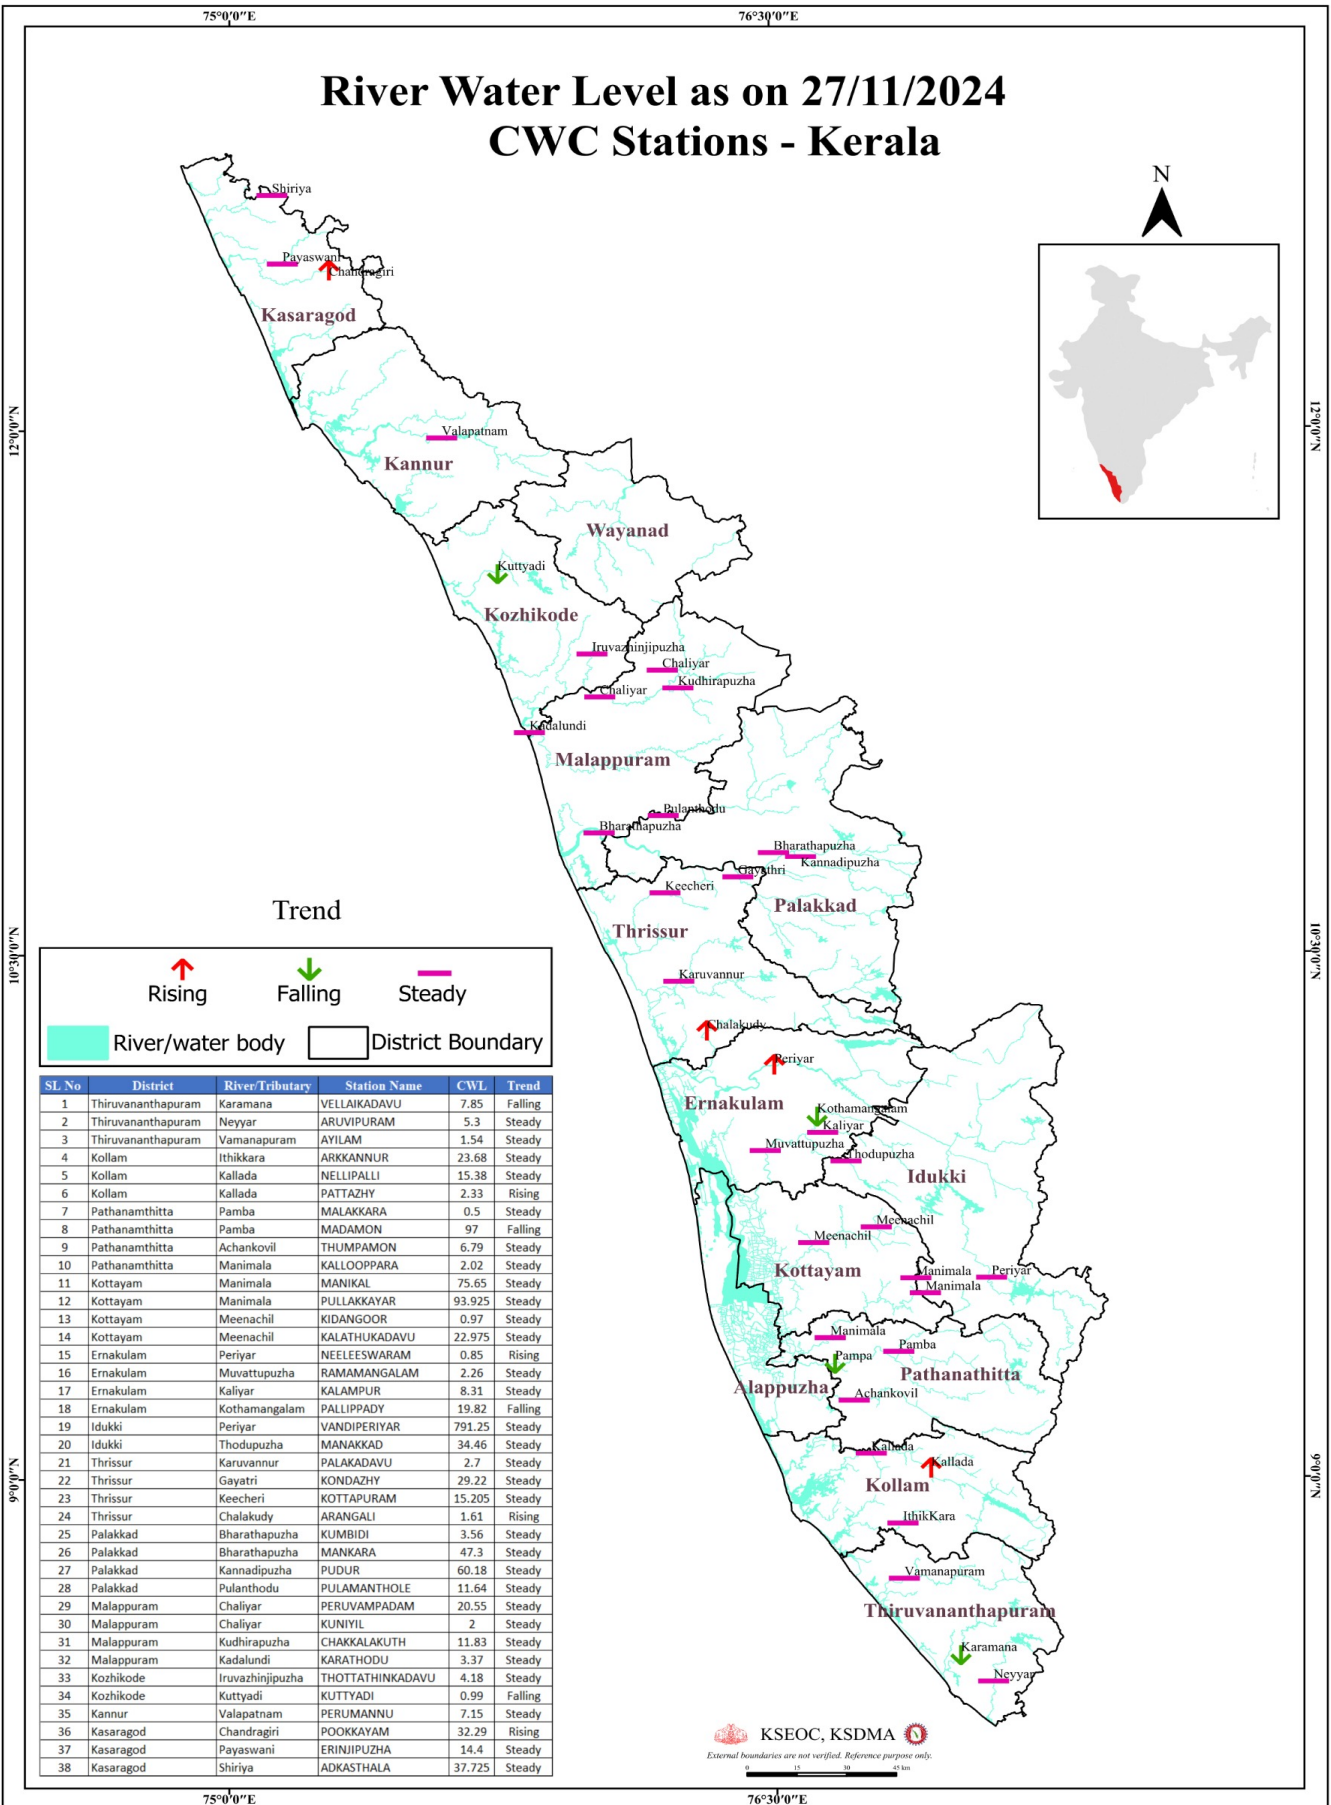 75°0'0"E 76°30'0"E
River Water Level as on 27/11/2024
CWC Stations - Kerala
N
Shiriya
Payaswani
Chandragiri
Kasaragod
12°0'0"N 12°0'0"N
Valapatnam
Kannur
Wayanad
Kuttyadi
Kozhikode
Iruvazhinjipuzha
Chaliyar
Kudhirapuzha
Chaliyar
Kadalundi
Malappuram
Pulanthodu
Bharathapuzha
Bharathapuzha
Kannadipuzha
Gayathri
Keecheri
Palakkad
Thrissur
10°30'0"N 10°30'0"N
Karuvannur
Chalakudy
Periyar
Ernakulam
Kothamangalam
Kaliyar
Muvattupuzha
Thodupuzha
Idukki
Meenachil
Meenachil
Kottayam
Manimala
Periyar
Manimala
Manimala
Pamba
Pampa
Pathanathitta
Alappuzha
Achankovil
Kallada
Kallada
Kollam
9°0'0"N 9°0'0"N
IthikKara
Vamanapuram
Thiruvananthapuram
Karamana
Neyyar
Trend
Rising Falling Steady
River/water body District Boundary
SL No District River/Tributary Station Name CWL Trend
1 Thiruvananthapuram Karamana VELLAIKADAVU 7.85 Falling
2 Thiruvananthapuram Neyyar ARUVIPURAM 5.3 Steady
3 Thiruvananthapuram Vamanapuram AYILAM 1.54 Steady
4 Kollam Ithikkara ARKKANNUR 23.68 Steady
5 Kollam Kallada NELLIPALLI 15.38 Steady
6 Kollam Kallada PATTAZHY 2.33 Rising
7 Pathanamthitta Pamba MALAKKARA 0.5 Steady
8 Pathanamthitta Pamba MADAMON 97 Falling
9 Pathanamthitta Achankovil THUMPAMON 6.79 Steady
10 Pathanamthitta Manimala KALLOOPPARA 2.02 Steady
11 Kottayam Manimala MANIKAL 75.65 Steady
12 Kottayam Manimala PULLAKKAYAR 93.925 Steady
13 Kottayam Meenachil KIDANGOOR 0.97 Steady
14 Kottayam Meenachil KALATHUKADAVU 22.975 Steady
15 Ernakulam Periyar NEELEESWARAM 0.85 Rising
16 Ernakulam Muvattupuzha RAMAMANGALAM 2.26 Steady
17 Ernakulam Kaliyar KALAMPUR 8.31 Steady
18 Ernakulam Kothamangalam PALLIPPADY 19.82 Falling
19 Idukki Periyar VANDIPERIYAR 791.25 Steady
20 Idukki Thodupuzha MANAKKAD 34.46 Steady
21 Thrissur Karuvannur PALAKADAVU 2.7 Steady
22 Thrissur Gayatri KONDAZHY 29.22 Steady
23 Thrissur Keecheri KOTTAPURAM 15.205 Steady
24 Thrissur Chalakudy ARANGALI 1.61 Rising
25 Palakkad Bharathapuzha KUMBIDI 3.56 Steady
26 Palakkad Bharathapuzha MANKARA 47.3 Steady
27 Palakkad Kannadipuzha PUDUR 60.18 Steady
28 Palakkad Pulanthodu PULAMANTHOLE 11.64 Steady
29 Malappuram Chaliyar PERUVAMPADAM 20.55 Steady
30 Malappuram Chaliyar KUNIYIL 2 Steady
31 Malappuram Kudhirapuzha CHAKKALAKUTH 11.83 Steady
32 Malappuram Kadalundi KARATHODU 3.37 Steady
33 Kozhikode Iruvazhinjipuzha THOTTATHINKADAVU 4.18 Steady
34 Kozhikode Kuttyadi KUTTYADI 0.99 Falling
35 Kannur Valapatnam PERUMANNU 7.15 Steady
36 Kasaragod Chandragiri POOKKAYAM 32.29 Rising
37 Kasaragod Payaswani ERINJIPUZHA 14.4 Steady
38 Kasaragod Shiriya ADKASTHALA 37.725 Steady
KSEOC, KSDMA
External boundaries are not verified. Reference purpose only.
0 15 30 45 km
75°0'0"E 76°30'0"E